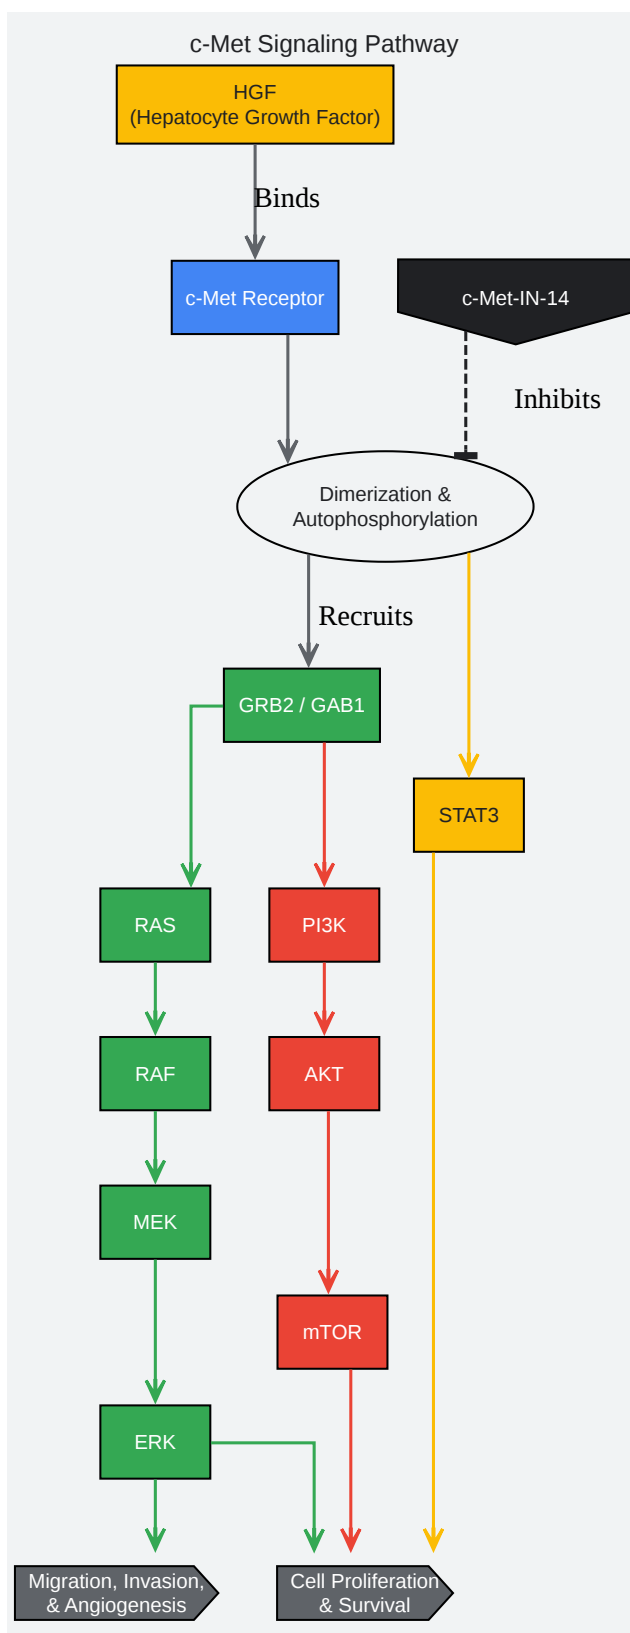 c-Met Signaling Pathway
HGF
(Hepatocyte Growth Factor)
Binds
c-Met Receptor
c-Met-IN-14
Inhibits
Dimerization &
Autophosphorylation
Recruits
GRB2 / GAB1
STAT3
RAS
PI3K
RAF
AKT
MEK
mTOR
ERK
Migration, Invasion,
& Angiogenesis
Cell Proliferation
& Survival